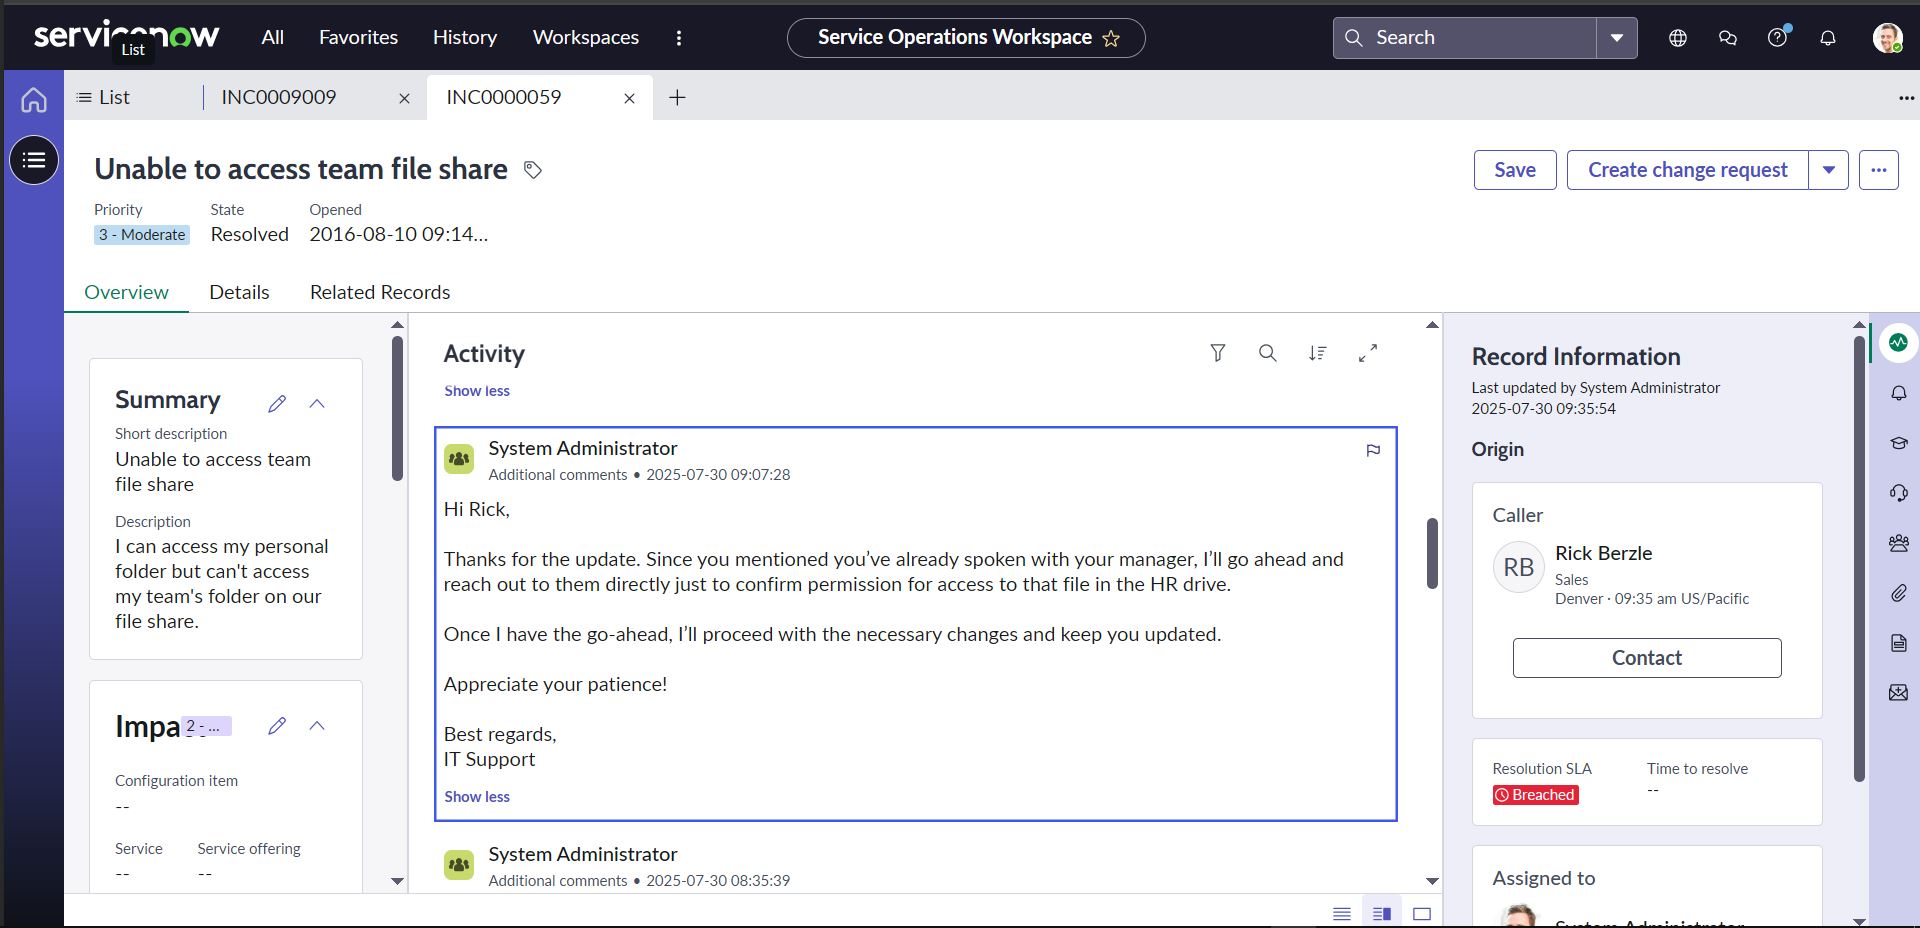 servicenow
List
All
Favorites
History
Workspaces
Service Operations Workspace
Search
List
INC0009009
INC0000059
Unable to access team file share
Save
Create change request
Priority
State
Opened
3 - Moderate
Resolved
2016-08-10 09:14...
Overview
Details
Related Records
Summary
Short description
Unable to access team
file share
Description
I can access my personal
folder but can't access
my team's folder on our
file share.
2 - ...
Configuration item
--
Service
Service offering
--
--
Activity
Show less
System Administrator
Additional comments • 2025-07-30 09:07:28
Hi Rick,
Thanks for the update. Since you mentioned you’ve already spoken with your manager, I’ll go ahead and
reach out to them directly just to confirm permission for access to that file in the HR drive.
Once I have the go-ahead, I’ll proceed with the necessary changes and keep you updated.
Appreciate your patience!
Best regards,
IT Support
Show less
System Administrator
Additional comments • 2025-07-30 08:35:39
Record Information
Last updated by System Administrator
2025-07-30 09:35:54
Origin
Caller
RB
Rick Berzle
Sales
Denver · 09:35 am US/Pacific
Contact
Resolution SLA
Time to resolve
Breached
--
Assigned to
System Administrator